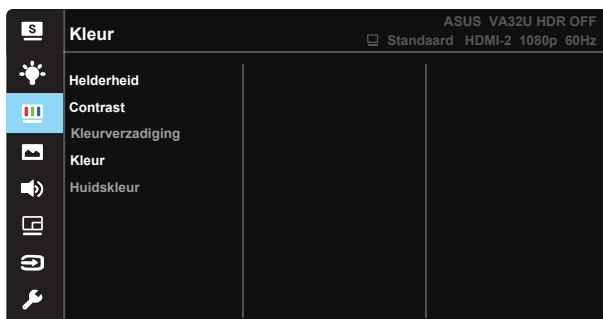 S
Kleur
ASUS VA32U HDR OFF
Standaard HDMI-2 1080p 60Hz
Helderheid
Contrast
Kleurverzadiging
Kleur
Huidskleur